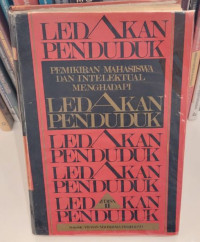 LEDAKAN
PENDUDUK
PEMIKIRAN MAHASISWA
DAN INTELEKTUAL
MENGHADAPI
LEDAKAN
PENDUDUK
LEDAKAN
PENDUDUK
LEDAKAN
PENDUDUK
LEDAKAN
PENDUDUK